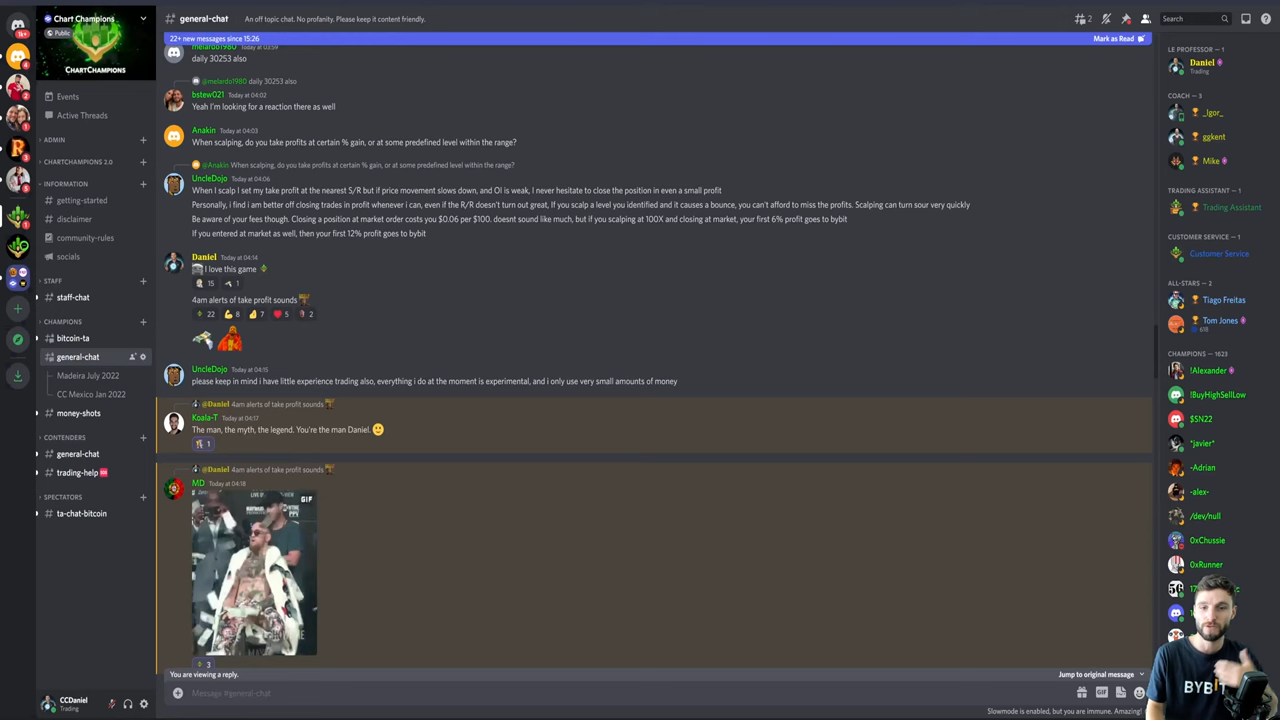 Chart Champions
Public
CHARTCHAMPIONS
Events
Active Threads
ADMIN
CHARTCHAMPIONS 2.0
INFORMATION
getting-started
disclaimer
community-rules
socials
STAFF
staff-chat
CHAMPIONS
bitcoin-ta
general-chat
Madeira July 2022
CC Mexico Jan 2022
money-shots
CONTENDERS
general-chat
trading-help
SPECTATORS
ta-chat-bitcoin
CCDaniel
Trading
general-chat An off topic chat. No profanity. Please keep it content friendly.
2
Search
22+ new messages since 15:26
Mark as Read
melardo1980 Today at 03:59
daily 30253 also
@melardo1980 daily 30253 also
bstew021 Today at 04:02
Yeah I'm looking for a reaction there as well
Anakin Today at 04:03
When scalping, do you take profits at certain % gain, or at some predefined level within the range?
@Anakin When scalping, do you take profits at certain % gain, or at some predefined level within the range?
UncleDojo Today at 04:06
When I scalp I set my take profit at the nearest S/R but if price movement slows down, and OI is weak, I never hesitate to close the position in even a small profit
Personally, i find i am better off closing trades in profit whenever i can, even if the R/R doesn't turn out great, If you scalp a level you identified and it causes a bounce, you can't afford to miss the profits. Scalping can turn sour very quickly
Be aware of your fees though. Closing a position at market order costs you $0.06 per $100. doesnt sound like much, but if you scalping at 100X and closing at market, your first 6% profit goes to bybit
If you entered at market as well, then your first 12% profit goes to bybit
Daniel Today at 04:14
I love this game
15 1
4am alerts of take profit sounds
22 8 7 5 2
UncleDojo Today at 04:15
please keep in mind i have little experience trading also, everything i do at the moment is experimental, and i only use very small amounts of money
@Daniel 4am alerts of take profit sounds
Koala-T Today at 04:17
The man, the myth, the legend. You're the man Daniel.
1
@Daniel 4am alerts of take profit sounds
MD Today at 04:18
GIF
3
You are viewing a reply.
Jump to original message
Message #general-chat
GIF
Slowmode is enabled, but you are immune. Amazing!
LE PROFESSOR — 1
Daniel
Trading
COACH — 3
_Igor_
ggkent
Mike
TRADING ASSISTANT — 1
Trading Assistant
CUSTOMER SERVICE — 1
Customer Service
ALL-STARS — 2
Tiago Freitas
Tom Jones
618
CHAMPIONS — 1623
!Alexander
!BuyHighSellLow
$SN22
*javier*
-Adrian
-alex-
/dev/null
0xChussie
0xRunner
BYBIT